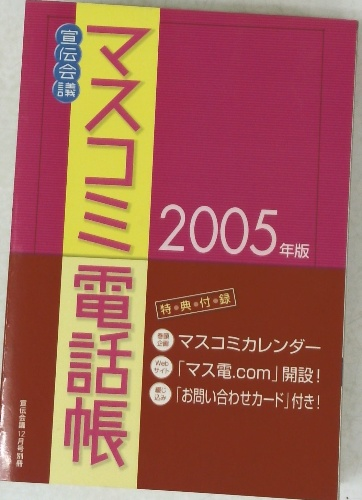 宣伝会議
マスコミ電話帳
2005年版
特・典・付・録
巻頭企画
マスコミカレンダー
Webサイト
「マス電.com」開設!
綴じ込み
「お問い合わせカード」付き!
宣伝会議12月号別冊